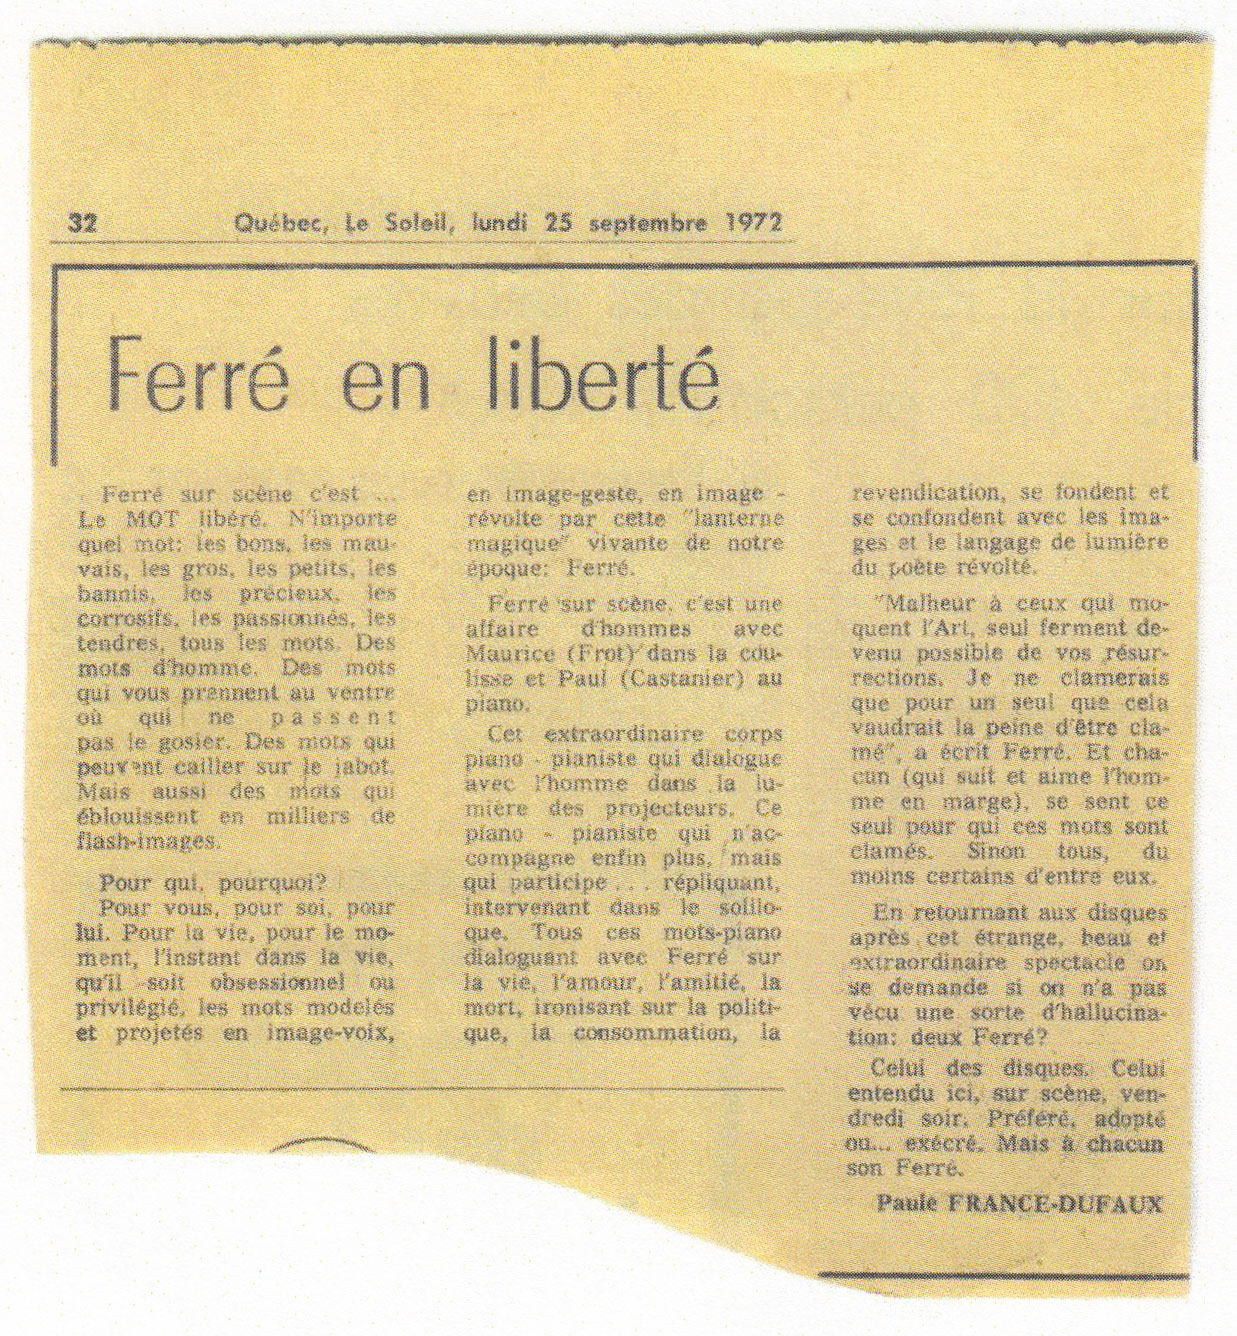 32 Québec, Le Soleil, lundi 25 septembre 1972
Ferré en liberté
Ferré sur scène c'est ...
Le MOT libéré. N'importe
quel mot: les bons, les mau-
vais, les gros, les petits, les
bannis, les précieux, les
corrosifs, les passionnés, les
tendres, tous les mots. Des
mots d'homme. Des mots
qui vous prennent au ventre
où qui ne passent
pas le gosier. Des mots qui
peuvent cailler sur le jabot.
Mais aussi des mots qui
éblouissent en milliers de
flash-images.
Pour qui, pourquoi?
Pour vous, pour soi, pour
lui. Pour la vie, pour le mo-
ment, l'instant dans la vie,
qu'il soit obsessionnel ou
privilégié, les mots modelés
et projetés en image-voix,
en image-geste, en image -
révolte par cette "lanterne
magique" vivante de notre
époque: Ferré.
Ferré sur scène, c'est une
affaire d'hommes avec
Maurice (Frot) dans la cou-
lisse et Paul (Castanier) au
piano.
Cet extraordinaire corps
piano - pianiste qui dialogue
avec l'homme dans la lu-
mière des projecteurs. Ce
piano - pianiste qui n'ac-
compagne enfin plus, mais
qui participe ... répliquant,
intervenant dans le solilo-
que. Tous ces mots-piano
dialoguant avec Ferré sur
la vie, l'amour, l'amitié, la
mort, ironisant sur la politi-
que, la consommation, la
revendication, se fondent et
se confondent avec les ima-
ges et le langage de lumière
du poète révolté.
"Malheur à ceux qui mo-
quent l'Art, seul ferment de-
venu possible de vos résur-
rections. Je ne clamerais
que pour un seul que cela
vaudrait la peine d'être cla-
mé", a écrit Ferré. Et cha-
cun (qui suit et aime l'hom-
me en marge), se sent ce
seul pour qui ces mots sont
clamés. Sinon tous, du
moins certains d'entre eux.
En retournant aux disques
après cet étrange, beau et
extraordinaire spectacle on
se demande si on n'a pas
vécu une sorte d'hallucina-
tion: deux Ferré?
Celui des disques. Celui
entendu ici, sur scène, ven-
dredi soir. Préféré, adopté
ou... exécré. Mais à chacun
son Ferré.
Paule FRANCE-DUFAUX